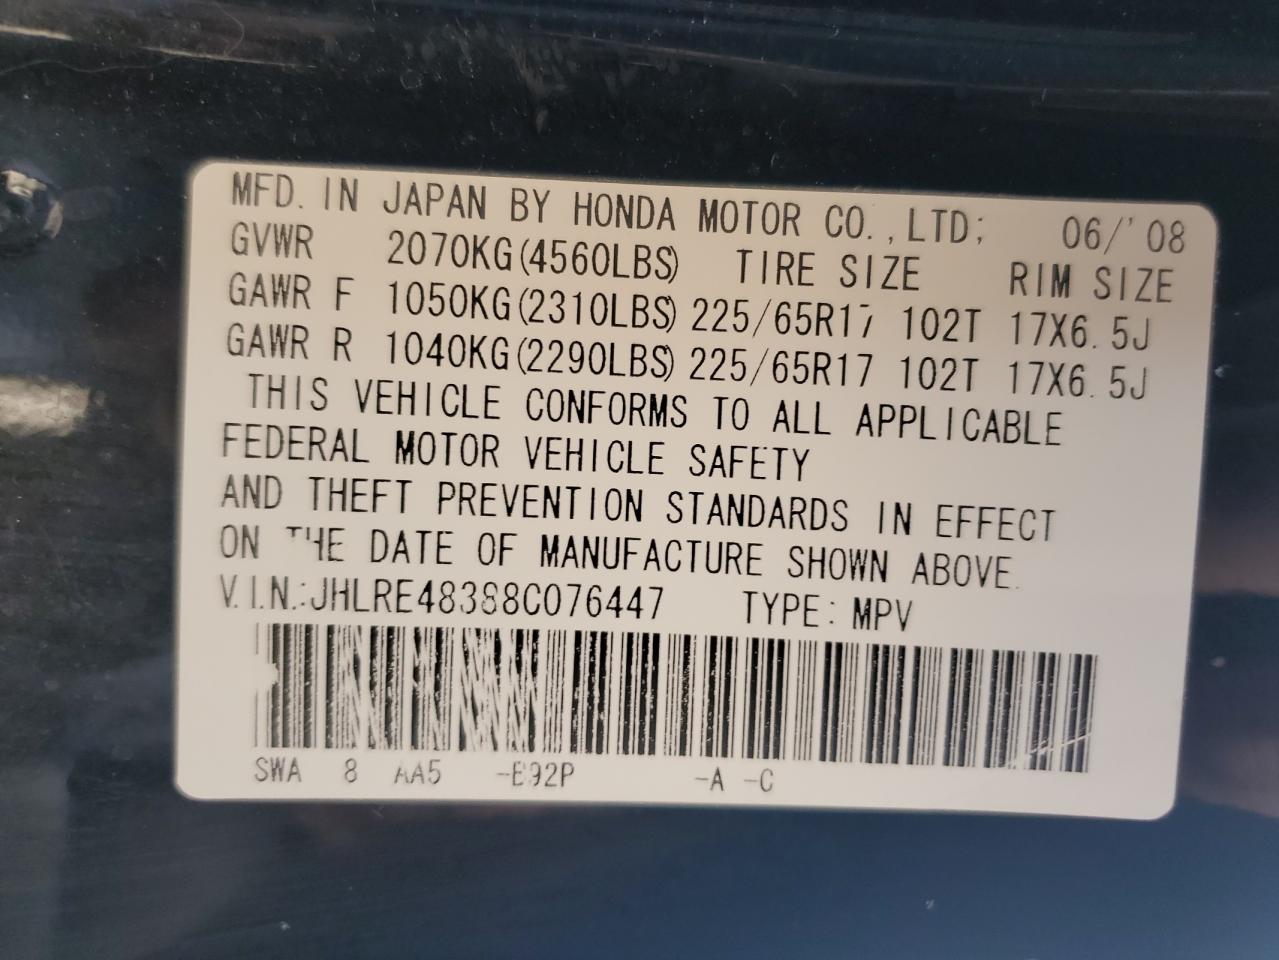 MFD. IN JAPAN BY HONDA MOTOR CO., LTD; 06/'08
GVWR 2070KG(4560LBS) TIRE SIZE RIM SIZE
GAWR F 1050KG(2310LBS) 225/65R17 102T 17X6.5J
GAWR R 1040KG(2290LBS) 225/65R17 102T 17X6.5J
THIS VEHICLE CONFORMS TO ALL APPLICABLE
FEDERAL MOTOR VEHICLE SAFETY
AND THEFT PREVENTION STANDARDS IN EFFECT
ON THE DATE OF MANUFACTURE SHOWN ABOVE.
V.I.N.:JHLRE48388C076447 TYPE: MPV
SWA 8 AA5 -B92P -A -C